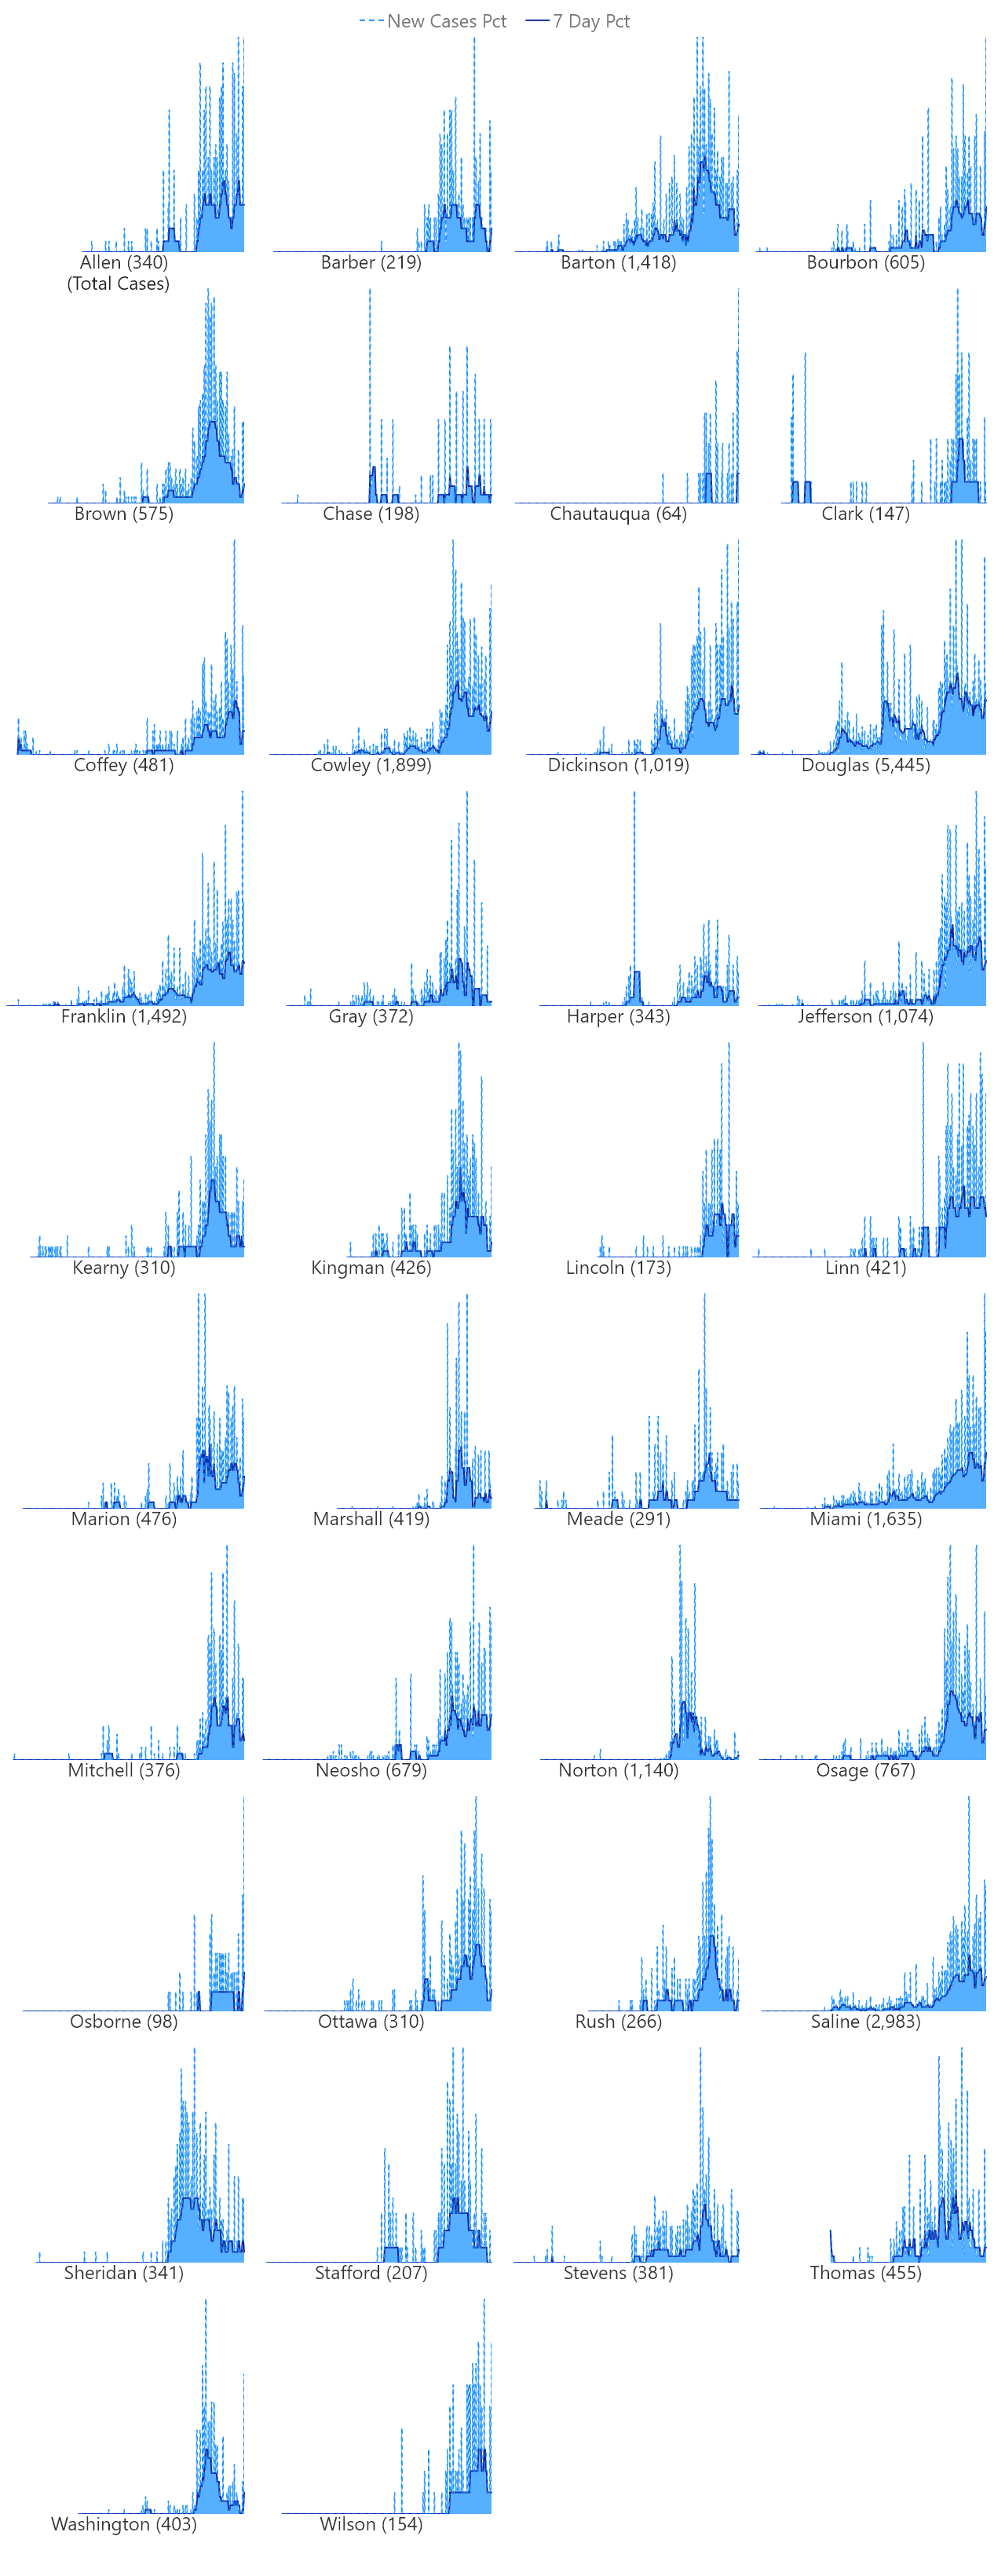 New Cases Pct 7 Day Pct
Allen (340) Barber (219) Barton (1,418) Bourbon (605)
(Total Cases)
Brown (575) Chase (198) Chautauqua (64) Clark (147)
Coffey (481) Cowley (1,899) Dickinson (1,019) Douglas (5,445)
Franklin (1,492) Gray (372) Harper (343) Jefferson (1,074)
Kearny (310) Kingman (426) Lincoln (173) Linn (421)
Marion (476) Marshall (419) Meade (291) Miami (1,635)
Mitchell (376) Neosho (679) Norton (1,140) Osage (767)
Osborne (98) Ottawa (310) Rush (266) Saline (2,983)
Sheridan (341) Stafford (207) Stevens (381) Thomas (455)
Washington (403) Wilson (154)